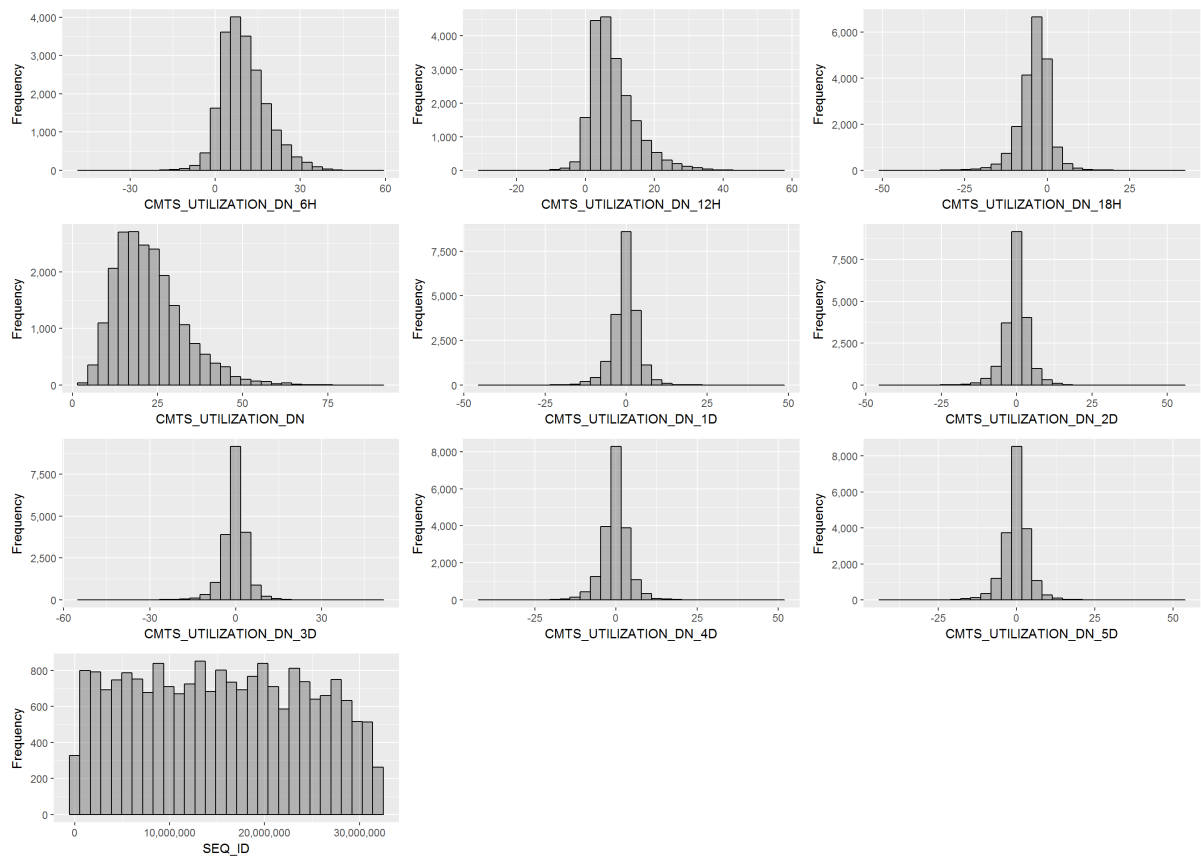 4,000
3,000
2,000
1,000
0
Frequency
-30 0 30 60
CMTS_UTILIZATION_DN_6H
4,000
3,000
2,000
1,000
0
Frequency
-20 0 20 40 60
CMTS_UTILIZATION_DN_12H
6,000
4,000
2,000
0
Frequency
-50 -25 0 25
CMTS_UTILIZATION_DN_18H
2,000
1,000
0
Frequency
0 25 50 75
CMTS_UTILIZATION_DN
7,500
5,000
2,500
0
Frequency
-50 -25 0 25 50
CMTS_UTILIZATION_DN_1D
7,500
5,000
2,500
0
Frequency
-50 -25 0 25 50
CMTS_UTILIZATION_DN_2D
7,500
5,000
2,500
0
Frequency
-60 -30 0 30
CMTS_UTILIZATION_DN_3D
8,000
6,000
4,000
2,000
0
Frequency
-25 0 25 50
CMTS_UTILIZATION_DN_4D
8,000
6,000
4,000
2,000
0
Frequency
-25 0 25 50
CMTS_UTILIZATION_DN_5D
800
600
400
200
0
Frequency
0 10,000,000 20,000,000 30,000,000
SEQ_ID